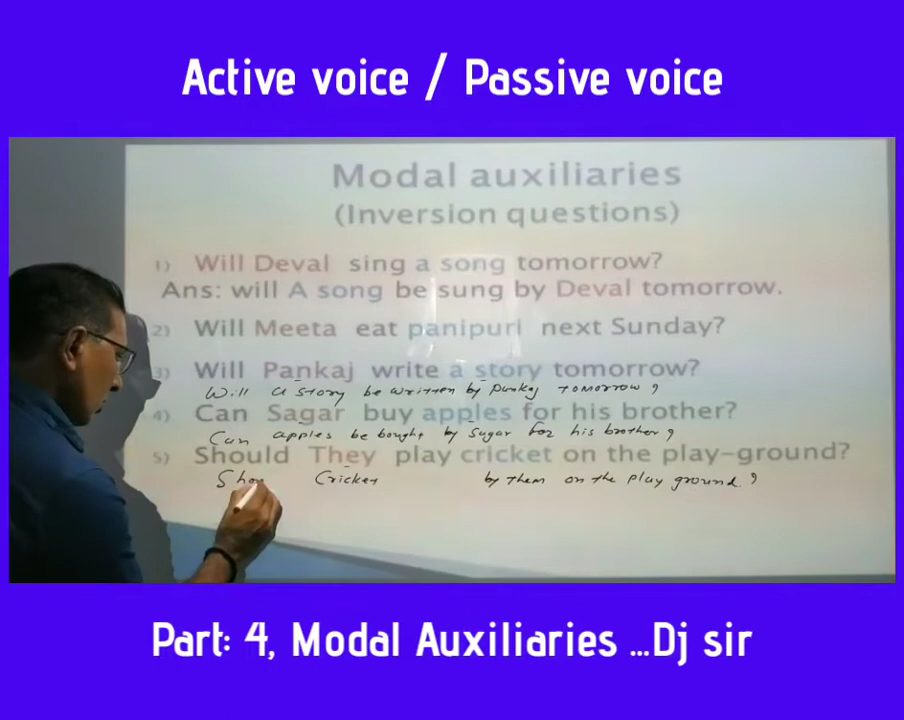 Active voice / Passive voice
Modal auxiliaries
(Inversion questions)
1) Will Deval sing a song tomorrow?
Ans: will A song be sung by Deval tomorrow.
2) Will Meeta eat panipuri next Sunday?
3) Will Pankaj write a story tomorrow?
Will a story be written by Pankaj tomorrow?
4) Can Sagar buy apples for his brother?
Can apples be bought by Sagar for his brother?
5) Should They play cricket on the play-ground?
Sho Cricket by them on the play ground?
Part: 4, Modal Auxiliaries ...Dj sir